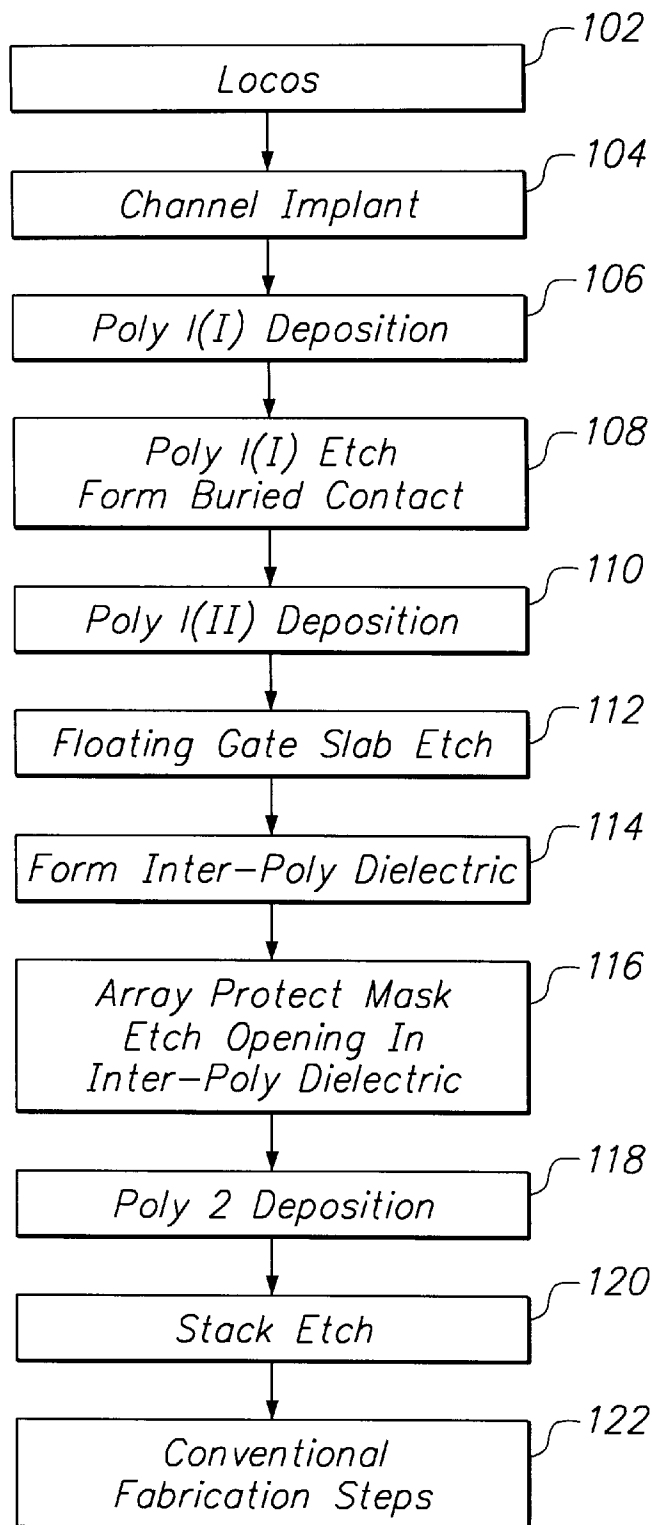 102
Locos
104
Channel Implant
106
Poly I(I) Deposition
108
Poly I(I) Etch
Form Buried Contact
110
Poly I(II) Deposition
112
Floating Gate Slab Etch
114
Form Inter-Poly Dielectric
116
Array Protect Mask
Etch Opening In
Inter-Poly Dielectric
118
Poly 2 Deposition
120
Stack Etch
122
Conventional
Fabrication Steps